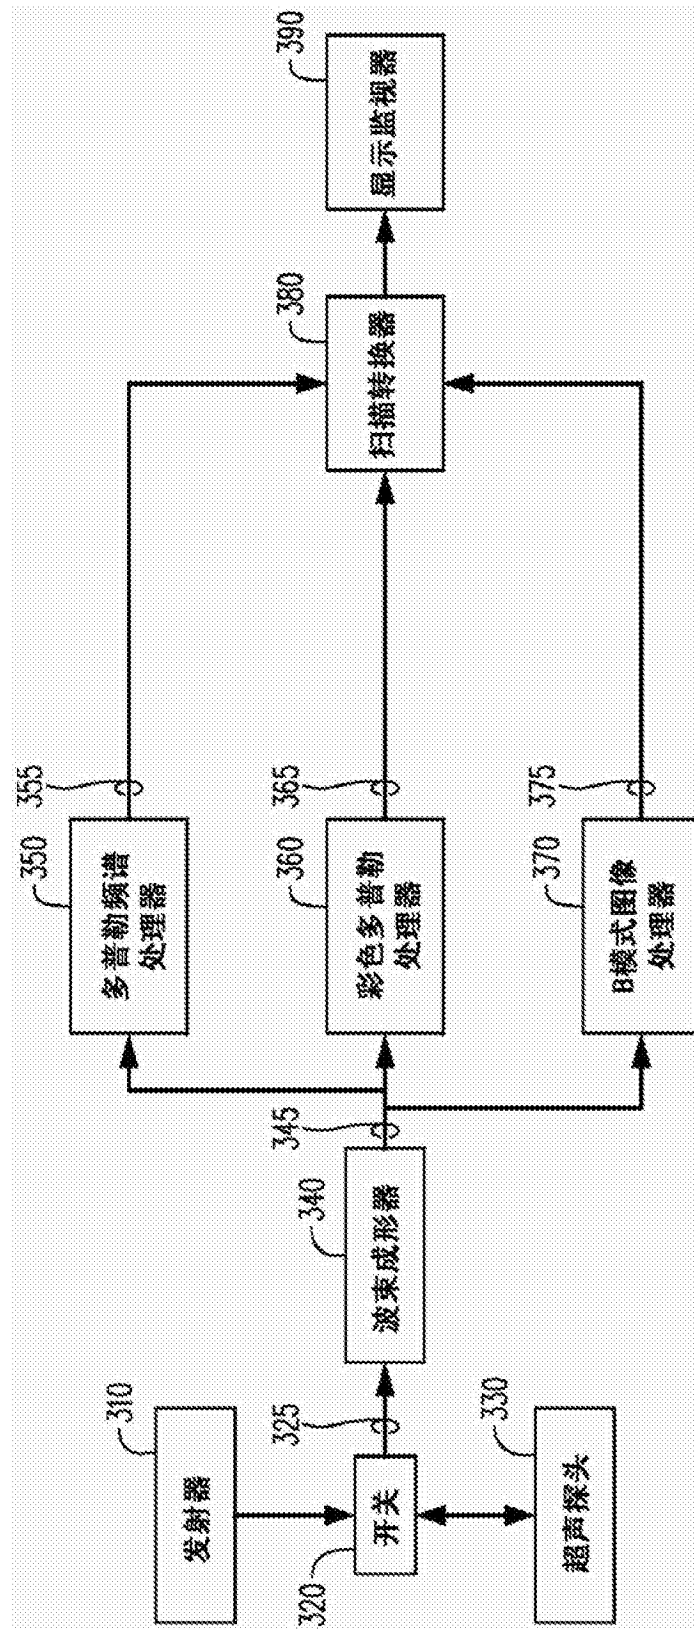 310
发射器
320
开关
325
330
超声探头
340
波束成形器
345
350
多普勒频谱
处理器
355
360
彩色多普勒
处理器
365
370
B模式图像
处理器
375
380
扫描转换器
390
显示监视器